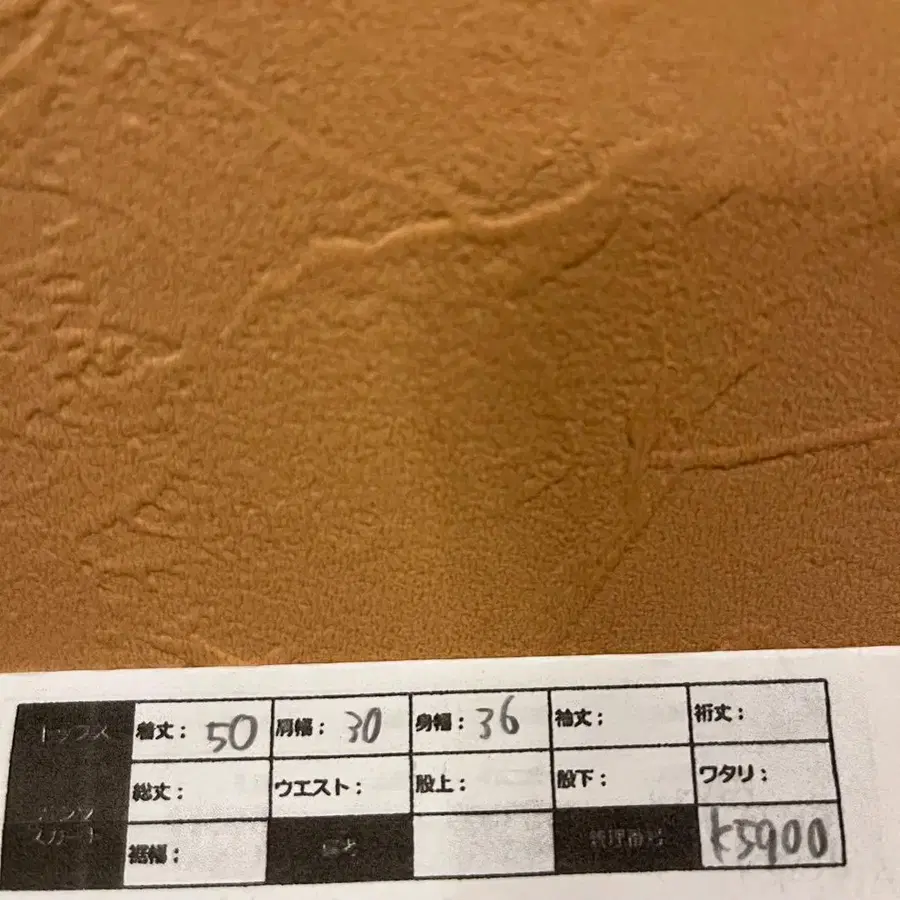 トップス 着丈: 50 肩幅: 30 身幅: 36 袖丈: 裄丈:
総丈: ウエスト: 股上: 股下: ワタリ:
スカート 裾幅: 管理番号 K5900